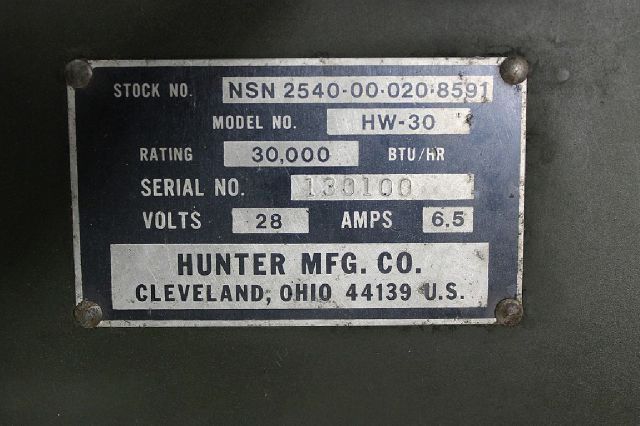 STOCK NO. NSN 2540-00-020-8591
MODEL NO. HW-30
RATING 30,000 BTU/HR
SERIAL NO. 130100
VOLTS 28 AMPS 6.5
HUNTER MFG. CO.
CLEVELAND, OHIO 44139 U.S.